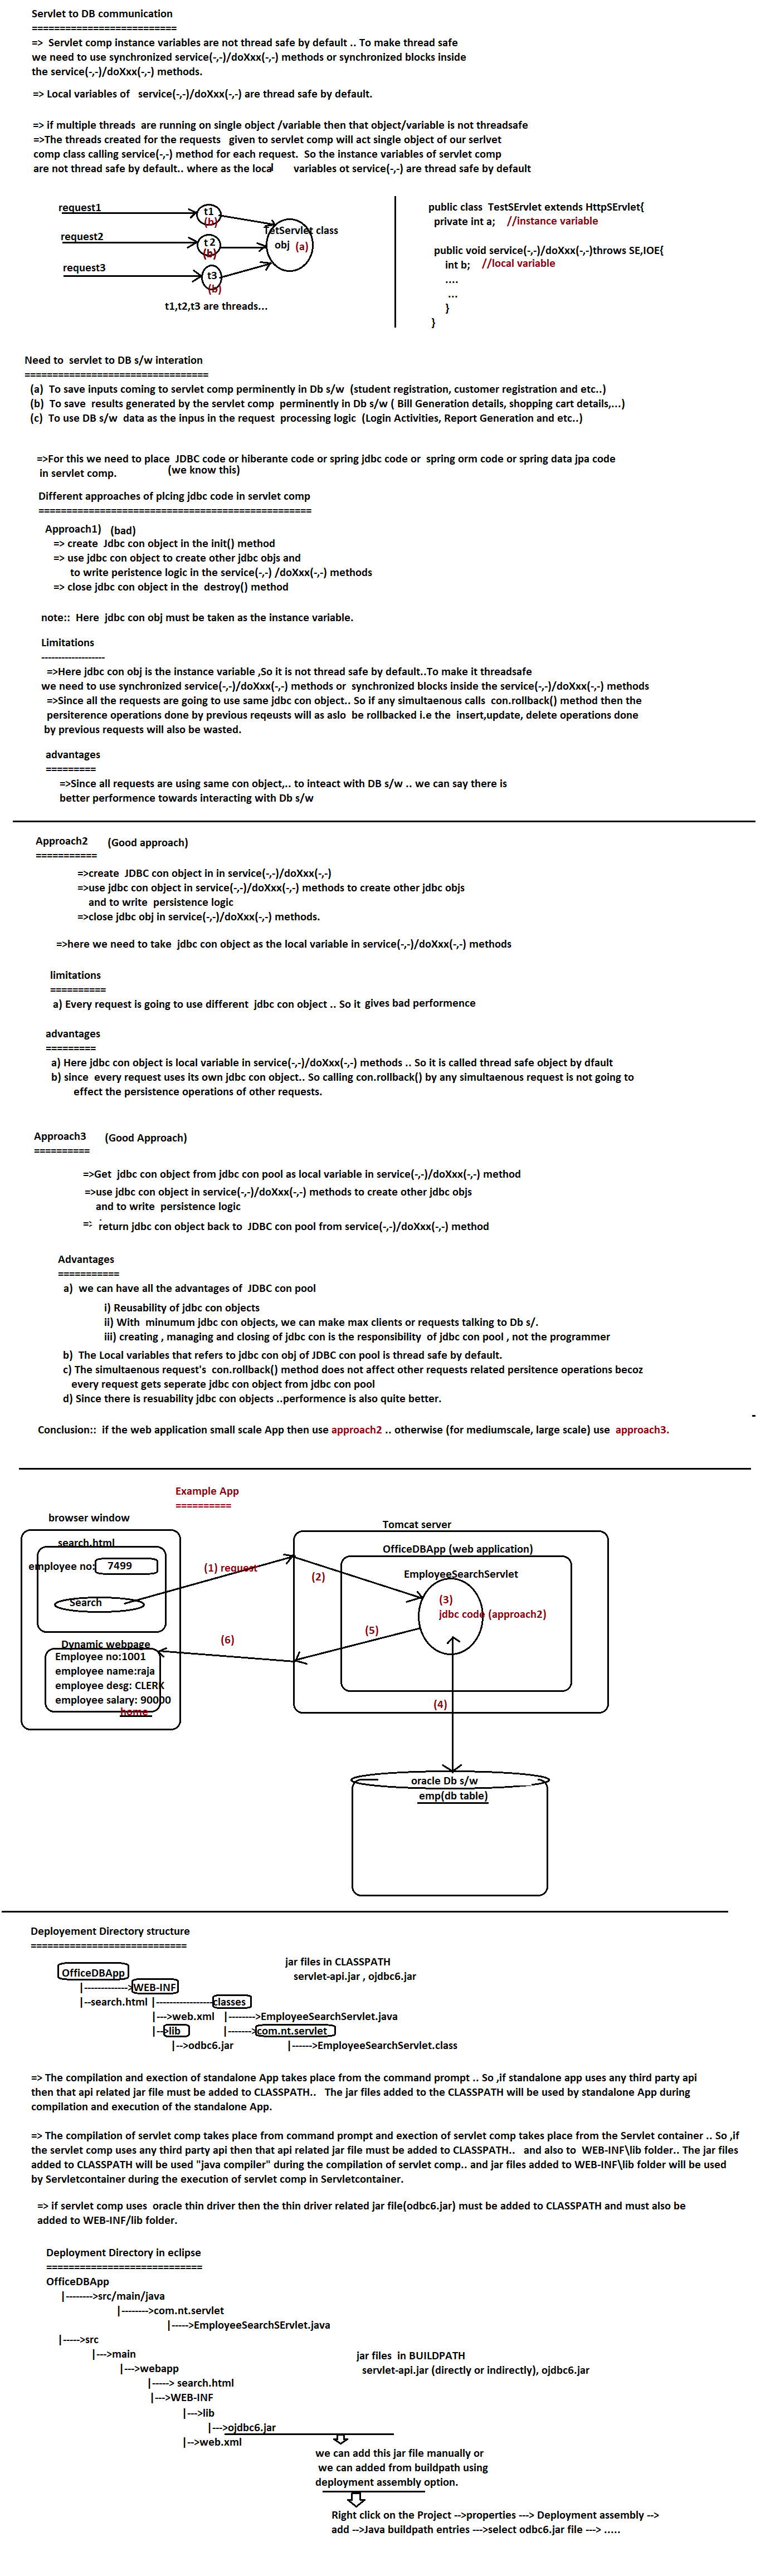 Servlet to DB communication
==========================
=> Servlet comp instance variables are not thread safe by default .. To make thread safe
we need to use synchronized service(-,-)/doXxx(-,-) methods or synchronized blocks inside
the service(-,-)/doXxx(-,-) methods.
=> Local variables of service(-,-)/doXxx(-,-) are thread safe by default.
=> if multiple threads are running on single object /variable then that object/variable is not threadsafe
=>The threads created for the requests given to servlet comp will act single object of our serlvet
comp class calling service(-,-) method for each request. So the instance variables of servlet comp
are not thread safe by default.. where as the local variables ot service(-,-) are thread safe by default
request1
t1
(b)
request2
t 2
(b)
request3
t3
(b)
TetServlet class
obj (a)
t1,t2,t3 are threads...
public class TestSErvlet extends HttpSErvlet{
private int a; //instance variable
public void service(-,-)/doXxx(-,-)throws SE,IOE{
int b; //local variable
....
...
}
}
Need to servlet to DB s/w interation
=================================
(a) To save inputs coming to servlet comp perminently in Db s/w (student registration, customer registration and etc..)
(b) To save results generated by the servlet comp perminently in Db s/w ( Bill Generation details, shopping cart details,...)
(c) To use DB s/w data as the inpus in the request processing logic (Login Activities, Report Generation and etc..)
=>For this we need to place JDBC code or hiberante code or spring jdbc code or spring orm code or spring data jpa code
in servlet comp. (we know this)
Different approaches of plcing jdbc code in servlet comp
=================================================
Approach1) (bad)
=> create Jdbc con object in the init() method
=> use jdbc con object to create other jdbc objs and
to write peristence logic in the service(-,-) /doXxx(-,-) methods
=> close jdbc con object in the destroy() method
note:: Here jdbc con obj must be taken as the instance variable.
Limitations
-------------------
=>Here jdbc con obj is the instance variable ,So it is not thread safe by default..To make it threadsafe
we need to use synchronized service(-,-)/doXxx(-,-) methods or synchronized blocks inside the service(-,-)/doXxx(-,-) methods
=>Since all the requests are going to use same jdbc con object.. So if any simultaenous calls con.rollback() method then the
persiterence operations done by previous reqeusts will as aslo be rollbacked i.e the insert,update, delete operations done
by previous requests will also be wasted.
advantages
=========
=>Since all requests are using same con object,.. to inteact with DB s/w .. we can say there is
better performence towards interacting with Db s/w
Approach2 (Good approach)
===========
=>create JDBC con object in in service(-,-)/doXxx(-,-)
=>use jdbc con object in service(-,-)/doXxx(-,-) methods to create other jdbc objs
and to write persistence logic
=>close jdbc obj in service(-,-)/doXxx(-,-) methods.
=>here we need to take jdbc con object as the local variable in service(-,-)/doXxx(-,-) methods
limitations
==========
a) Every request is going to use different jdbc con object .. So it gives bad performence
advantages
=========
a) Here jdbc con object is local variable in service(-,-)/doXxx(-,-) methods .. So it is called thread safe object by dfault
b) since every request uses its own jdbc con object.. So calling con.rollback() by any simultaenous request is not going to
effect the persistence operations of other requests.
Approach3 (Good Approach)
==========
=>Get jdbc con object from jdbc con pool as local variable in service(-,-)/doXxx(-,-) method
=>use jdbc con object in service(-,-)/doXxx(-,-) methods to create other jdbc objs
and to write persistence logic
=> return jdbc con object back to JDBC con pool from service(-,-)/doXxx(-,-) method
Advantages
===========
a) we can have all the advantages of JDBC con pool
i) Reusability of jdbc con objects
ii) With minumum jdbc con objects, we can make max clients or requests talking to Db s/.
iii) creating , managing and closing of jdbc con is the responsibility of jdbc con pool , not the programmer
b) The Local variables that refers to jdbc con obj of JDBC con pool is thread safe by default.
c) The simultaenous request's con.rollback() method does not affect other requests related persitence operations becoz
every request gets seperate jdbc con object from jdbc con pool
d) Since there is resuability jdbc con objects ..performence is also quite better.
Conclusion:: if the web application small scale App then use approach2 .. otherwise (for mediumscale, large scale) use approach3.
Example App
==========
browser window
search.html
employee no: 7499
Search
Dynamic webpage
Employee no:1001
employee name:raja
employee desg: CLERK
employee salary: 90000
home
(1) request
(2)
(6)
(5)
Tomcat server
OfficeDBApp (web application)
EmployeeSearchServlet
(3)
jdbc code (approach2)
(4)
oracle Db s/w
emp(db table)
Deployement Directory structure
============================
jar files in CLASSPATH
servlet-api.jar , ojdbc6.jar
OfficeDBApp
|------------->WEB-INF
|--search.html |-----------------classes
|--->web.xml |-------->EmployeeSearchServlet.java
|-->lib |------->com.nt.servlet
|-->odbc6.jar |------>EmployeeSearchServlet.class
=> The compilation and exection of standalone App takes place from the command prompt .. So ,if standalone app uses any third party api
then that api related jar file must be added to CLASSPATH.. The jar files added to the CLASSPATH will be used by standalone App during
compilation and execution of the standalone App.
=> The compilation of servlet comp takes place from command prompt and exection of servlet comp takes place from the Servlet container .. So ,if
the servlet comp uses any third party api then that api related jar file must be added to CLASSPATH.. and also to WEB-INF\lib folder.. The jar files
added to CLASSPATH will be used "java compiler" during the compilation of servlet comp.. and jar files added to WEB-INF\lib folder will be used
by Servletcontainer during the execution of servlet comp in Servletcontainer.
=> if servlet comp uses oracle thin driver then the thin driver related jar file(odbc6.jar) must be added to CLASSPATH and must also be
added to WEB-INF/lib folder.
Deployment Directory in eclipse
============================
OfficeDBApp
|-------->src/main/java
|-------->com.nt.servlet
|----->EmployeeSearchSErvlet.java
|----->src
|--->main
|--->webapp
|-----> search.html
|--->WEB-INF
|--->lib
|--->ojdbc6.jar
|-->web.xml
jar files in BUILDPATH
servlet-api.jar (directly or indirectly), ojdbc6.jar
we can add this jar file manually or
we can added from buildpath using
deployment assembly option.
Right click on the Project -->properties ---> Deployment assembly -->
add -->Java buildpath entries --->select odbc6.jar file ---> .....